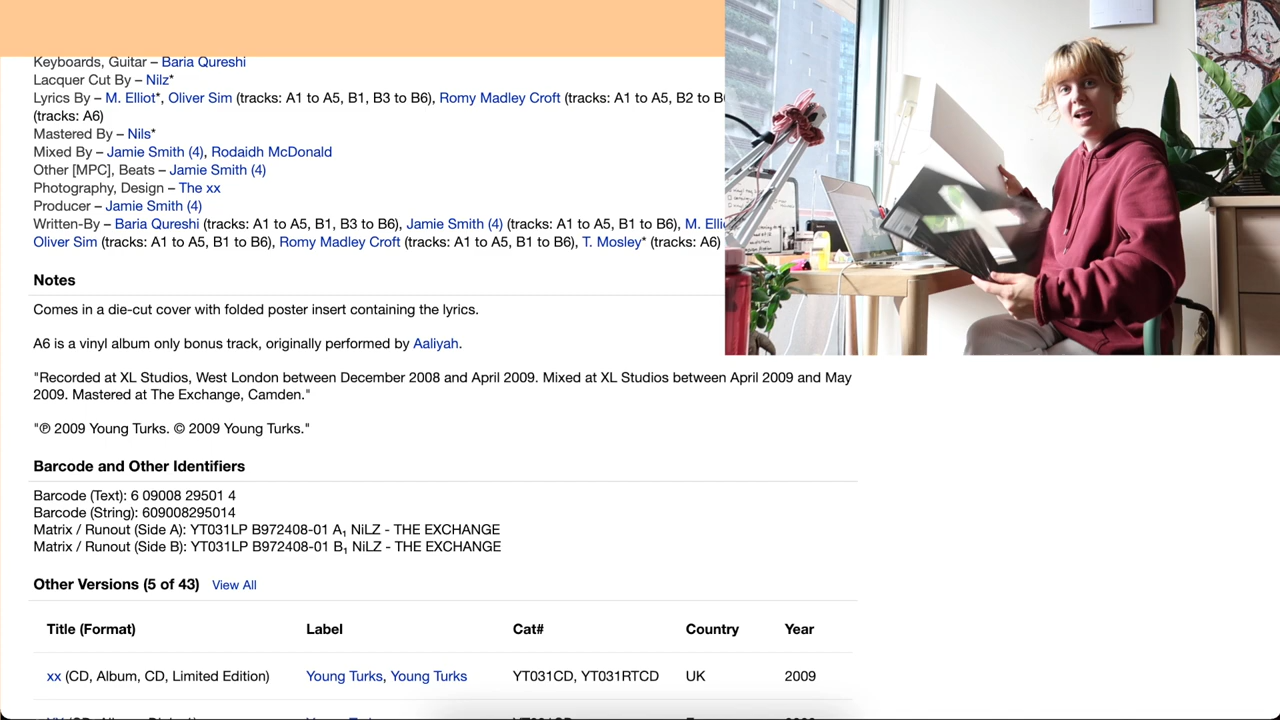 Keyboards, Guitar – Baria Qureshi
Lacquer Cut By – Nilz*
Lyrics By – M. Elliot*, Oliver Sim (tracks: A1 to A5, B1, B3 to B6), Romy Madley Croft (tracks: A1 to A5, B2 to
(tracks: A6)
Mastered By – Nils*
Mixed By – Jamie Smith (4), Rodaidh McDonald
Other [MPC], Beats – Jamie Smith (4)
Photography, Design – The xx
Producer – Jamie Smith (4)
Written-By – Baria Qureshi (tracks: A1 to A5, B1, B3 to B6), Jamie Smith (4) (tracks: A1 to A5, B1 to B6), M.
Oliver Sim (tracks: A1 to A5, B1 to B6), Romy Madley Croft (tracks: A1 to A5, B1 to B6), T. Mosley* (tracks: A6)
Notes
Comes in a die-cut cover with folded poster insert containing the lyrics.
A6 is a vinyl album only bonus track, originally performed by Aaliyah.
"Recorded at XL Studios, West London between December 2008 and April 2009. Mixed at XL Studios between April 2009 and May
2009. Mastered at The Exchange, Camden."
"℗ 2009 Young Turks. © 2009 Young Turks."
Barcode and Other Identifiers
Barcode (Text): 6 09008 29501 4
Barcode (String): 609008295014
Matrix / Runout (Side A): YT031LP B972408-01 A₁ NiLZ - THE EXCHANGE
Matrix / Runout (Side B): YT031LP B972408-01 B₁ NiLZ - THE EXCHANGE
Other Versions (5 of 43) View All
Title (Format) Label Cat# Country Year
xx (CD, Album, CD, Limited Edition) Young Turks, Young Turks YT031CD, YT031RTCD UK 2009